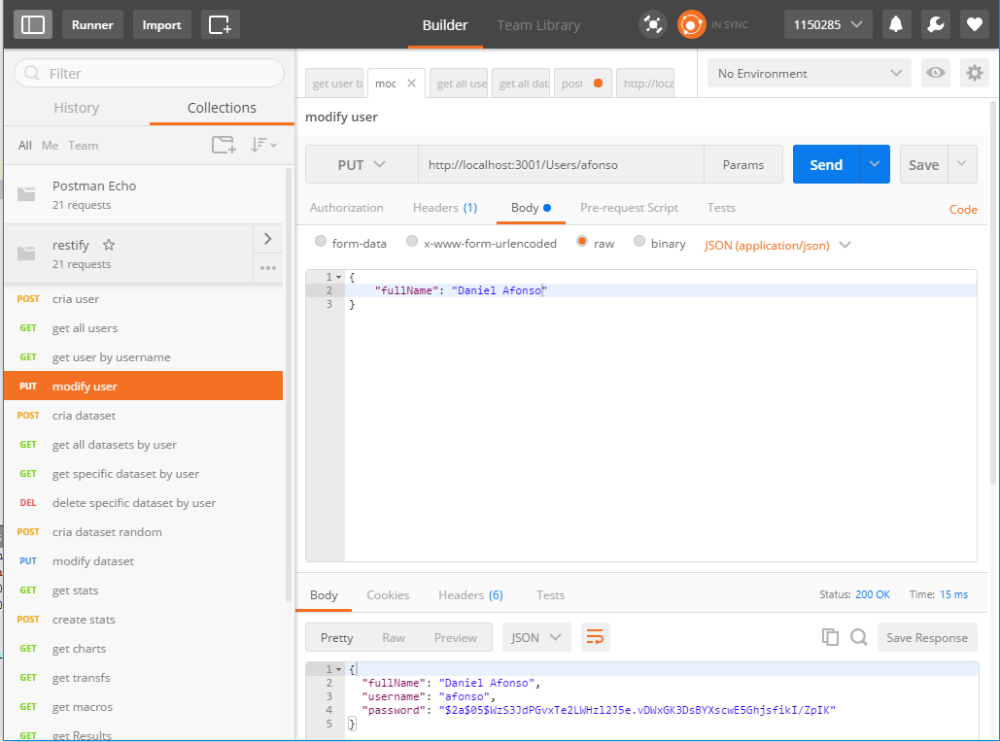 Runner Import Builder Team Library IN SYNC 1150285
Filter
History Collections
All Me Team
Postman Echo
21 requests
restify
21 requests
POST cria user
GET get all users
GET get user by username
PUT modify user
POST cria dataset
GET get all datasets by user
GET get specific dataset by user
DEL delete specific dataset by user
POST cria dataset random
PUT modify dataset
GET get stats
POST create stats
GET get charts
GET get transfs
GET get macros
GET get Results
get user b moc get all use get all dat post http://loca No Environment
modify user
PUT http://localhost:3001/Users/afonso Params Send Save
Authorization Headers (1) Body Pre-request Script Tests Code
form-data x-www-form-urlencoded raw binary JSON (application/json)
1 {
2 "fullName": "Daniel Afonso"
3 }
Body Cookies Headers (6) Tests Status: 200 OK Time: 15 ms
Pretty Raw Preview JSON Save Response
1 {
2 "fullName": "Daniel Afonso",
3 "username": "afonso",
4 "password": "$2a$05$WzS3JdPGvxTe2LWHzl2J5e.vDWxGK3DsBYXscwE5GhjsfikI/ZpIK"
5 }